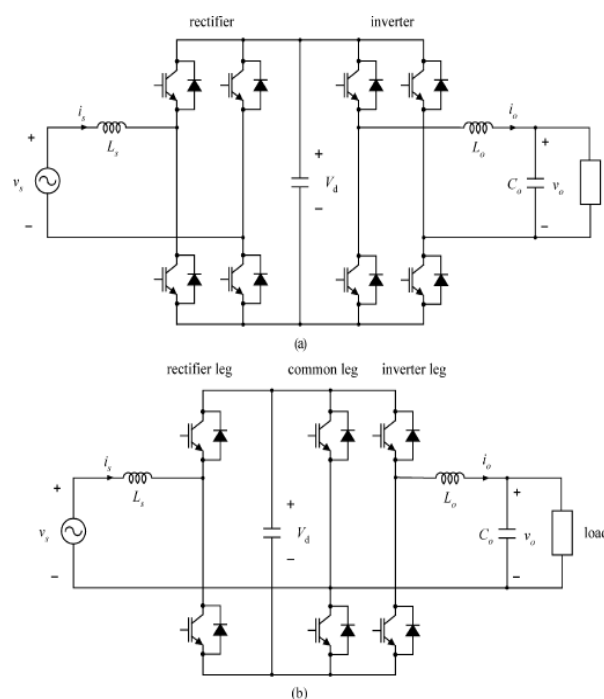 rectifier inverter
+ i_s L_s v_s −
+ V_d −
i_o L_o + C_o v_o −
(a)
rectifier leg common leg inverter leg
+ i_s L_s v_s −
+ V_d −
i_o L_o + C_o v_o − load
(b)